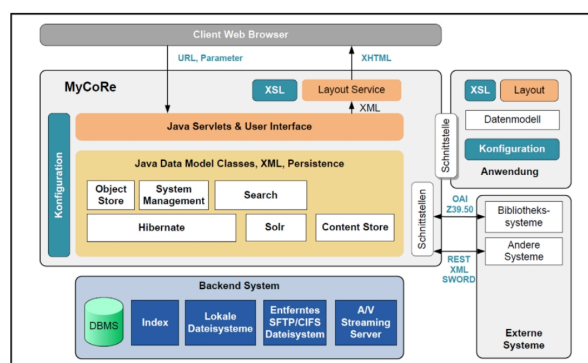 Client Web Browser
URL, Parameter
XHTML
MyCoRe
XSL
Layout Service
XML
Java Servlets & User Interface
Konfiguration
Java Data Model Classes, XML, Persistence
Object
Store
System
Management
Search
Hibernate
Solr
Content Store
Schnittstelle
Schnittstellen
XSL
Layout
Datenmodell
Konfiguration
Anwendung
OAI
Z39.50
REST
XML
SWORD
Bibliotheks-
systeme
Andere
Systeme
Externe
Systeme
Backend System
DBMS
Index
Lokale
Dateisysteme
Entferntes
SFTP/CIFS
Dateisystem
A/V
Streaming
Server